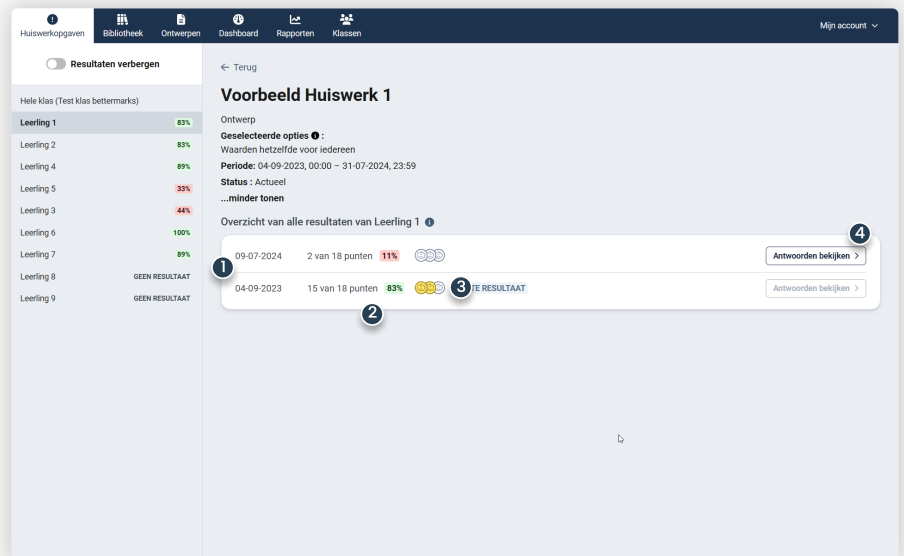 Huiswerkopgaven Bibliotheek Ontwerpen Dashboard Rapporten Klassen Mijn account
Resultaten verbergen
Hele klas (Test klas bettermarks)
Leerling 1 83%
Leerling 2 83%
Leerling 4 89%
Leerling 5 33%
Leerling 3 44%
Leerling 6 100%
Leerling 7 89%
Leerling 8 GEEN RESULTAAT
Leerling 9 GEEN RESULTAAT
← Terug
Voorbeeld Huiswerk 1
Ontwerp
Geselecteerde opties :
Waarden hetzelfde voor iedereen
Periode: 04-09-2023, 00:00 – 31-07-2024, 23:59
Status : Actueel
...minder tonen
Overzicht van alle resultaten van Leerling 1
4
09-07-2024 2 van 18 punten 11% Antwoorden bekijken >
1
04-09-2023 15 van 18 punten 83% 3 TE RESULTAAT Antwoorden bekijken >
2